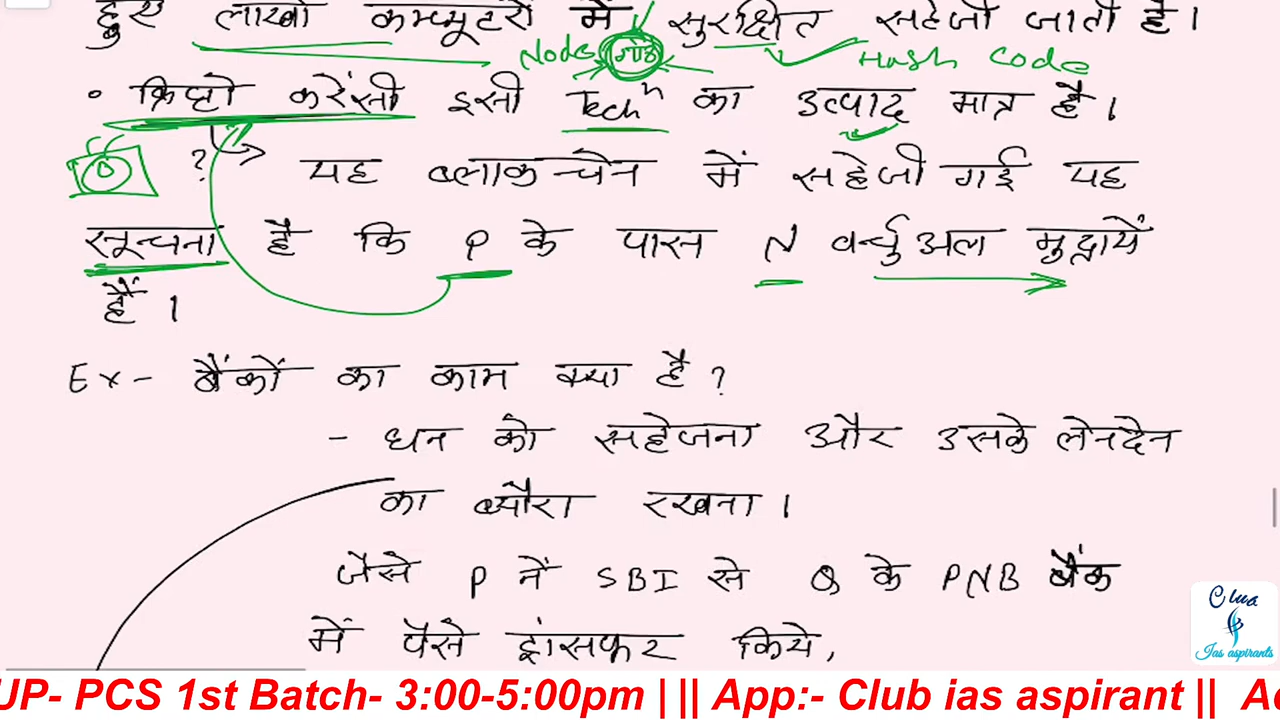 हुए लाखों कम्प्यूटरों में सुरक्षित सहेजी जाती है।
Node गाँठ Hash Code
• क्रिप्टो करेंसी इसी Techⁿ का उत्पाद मात्र है।
? यह ब्लाकचेन में सहेजी गई यह
सूचना है कि P के पास N वर्चुअल मुद्रायें
हैं।
Ex- बैंकों का काम क्या है?
- धन को सहेजना और उसके लेनदेन
का ब्यौरा रखना।
जैसे P ने SBI से Q के PNB बैंक
में पैसे ट्रांसफर किये,
Club
Ias aspirants
UP- PCS 1st Batch- 3:00-5:00pm | || App:- Club ias aspirant || Ad